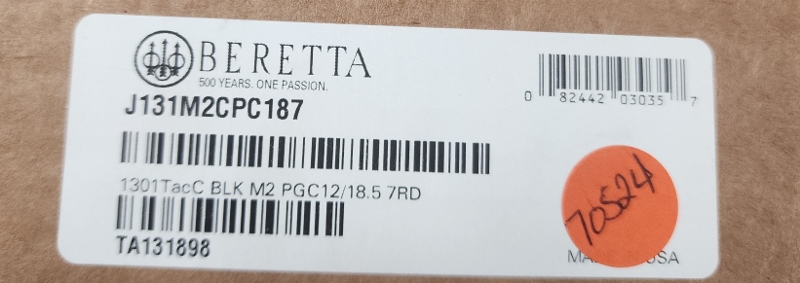 BERETTA
500 YEARS. ONE PASSION.
0 82442 03035 7
J131M2CPC187
1301TacC BLK M2 PGC12/18.5 7RD
70524
TA131898
USA